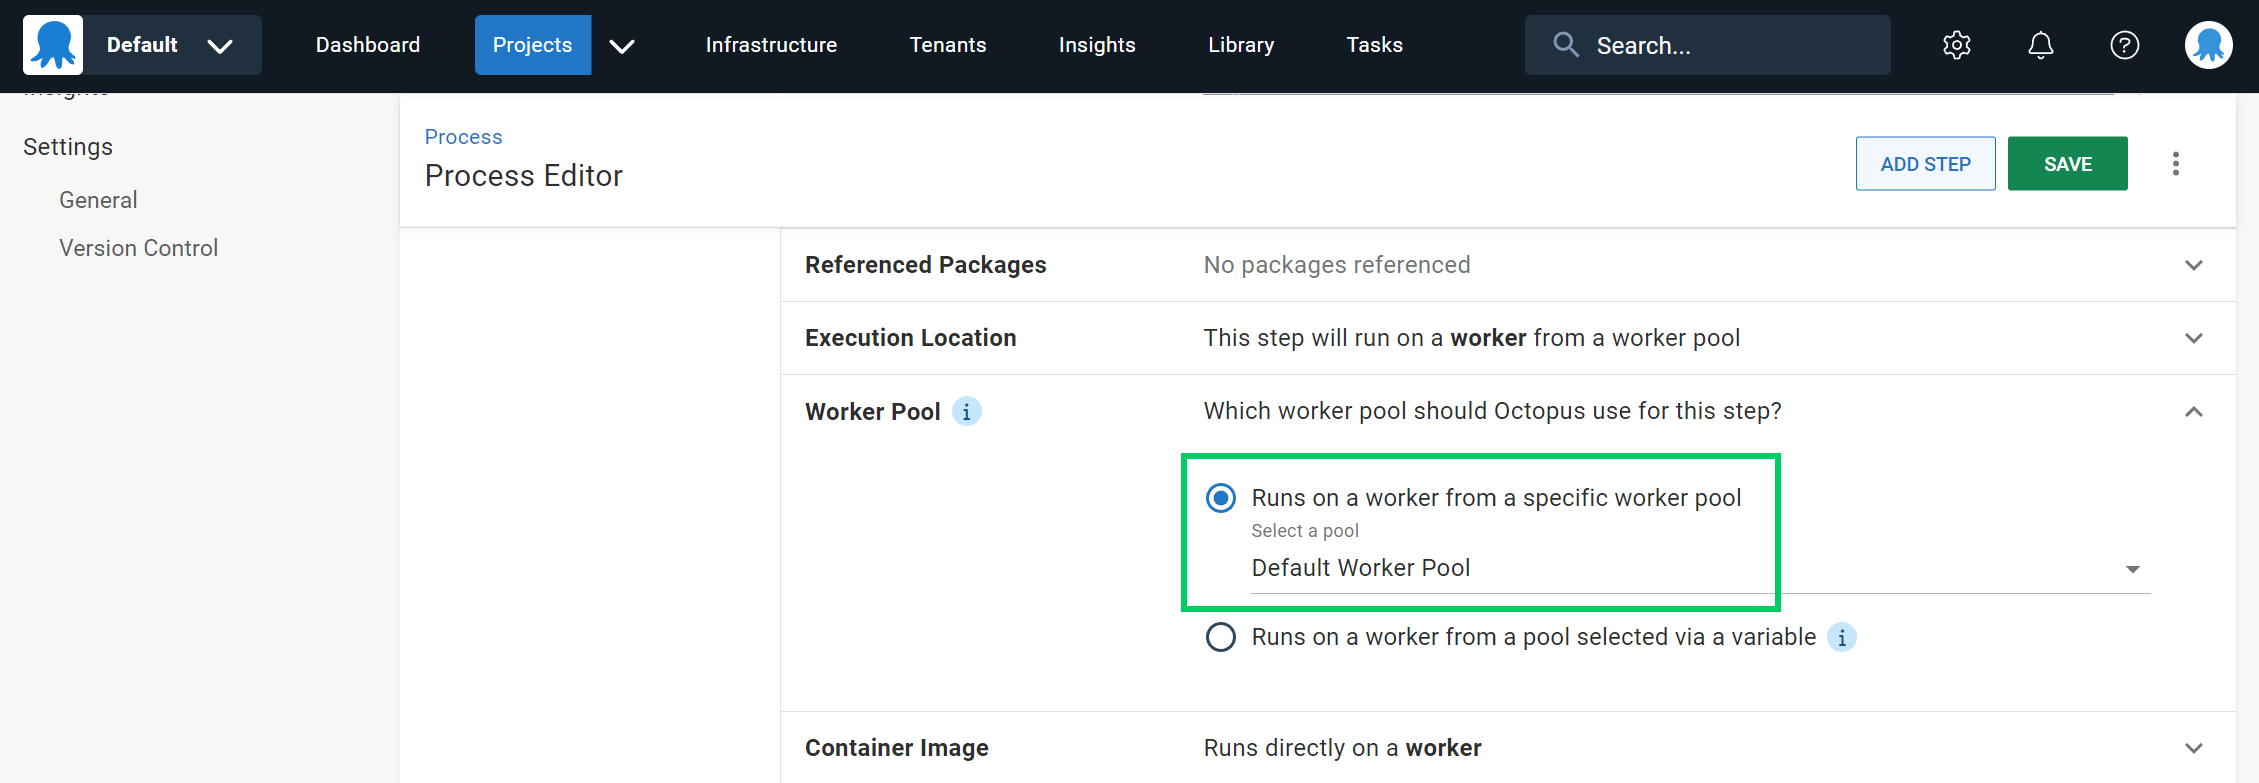 Default
Dashboard
Projects
Infrastructure
Tenants
Insights
Library
Tasks
Search...
Settings
General
Version Control
Process
Process Editor
ADD STEP
SAVE
Referenced Packages
No packages referenced
Execution Location
This step will run on a worker from a worker pool
Worker Pool
Which worker pool should Octopus use for this step?
Runs on a worker from a specific worker pool
Select a pool
Default Worker Pool
Runs on a worker from a pool selected via a variable
Container Image
Runs directly on a worker